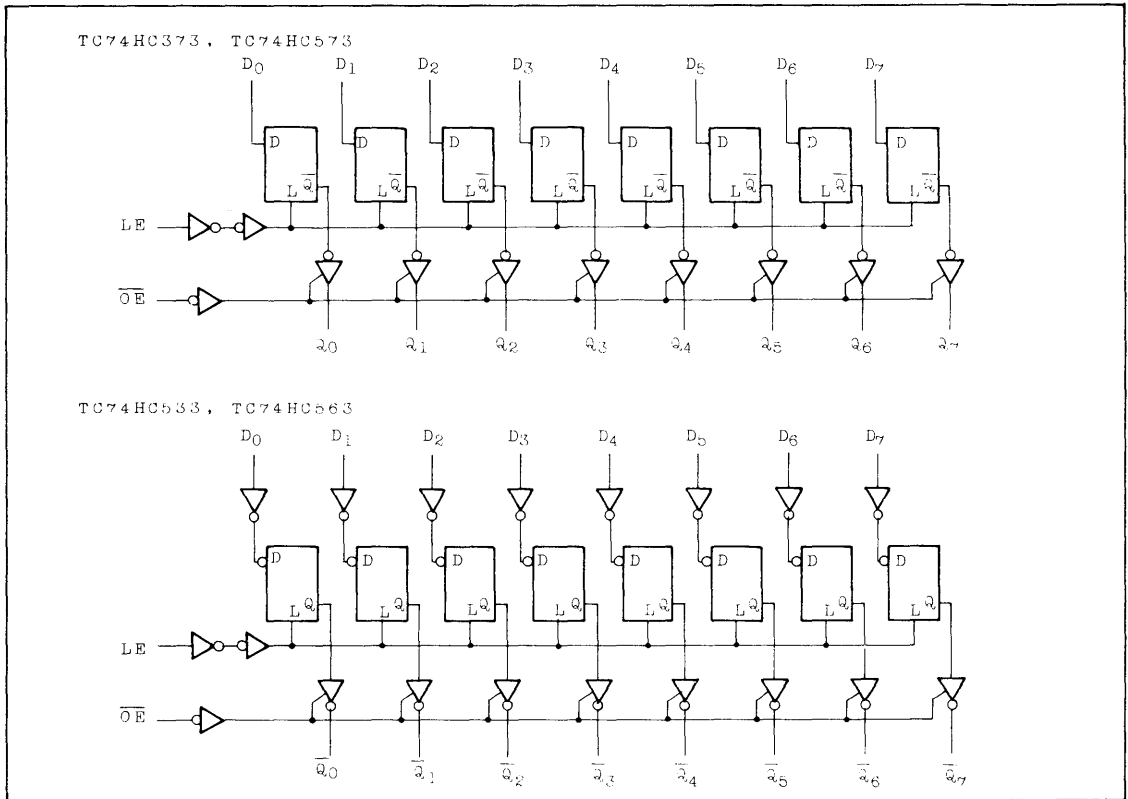 TC74HC373, TC74HC573
D0 D1 D2 D3 D4 D5 D6 D7
D D D D D D D D
L Q̅ L Q̅ L Q̅ L Q̅ L Q̅ L Q̅ L Q̅ L Q̅
LE
O̅E̅
Q0 Q1 Q2 Q3 Q4 Q5 Q6 Q7
TC74HC533, TC74HC563
D0 D1 D2 D3 D4 D5 D6 D7
D D D D D D D D
L Q L Q L Q L Q L Q L Q L Q L Q
LE
O̅E̅
Q̅0 Q̅1 Q̅2 Q̅3 Q̅4 Q̅5 Q̅6 Q̅7